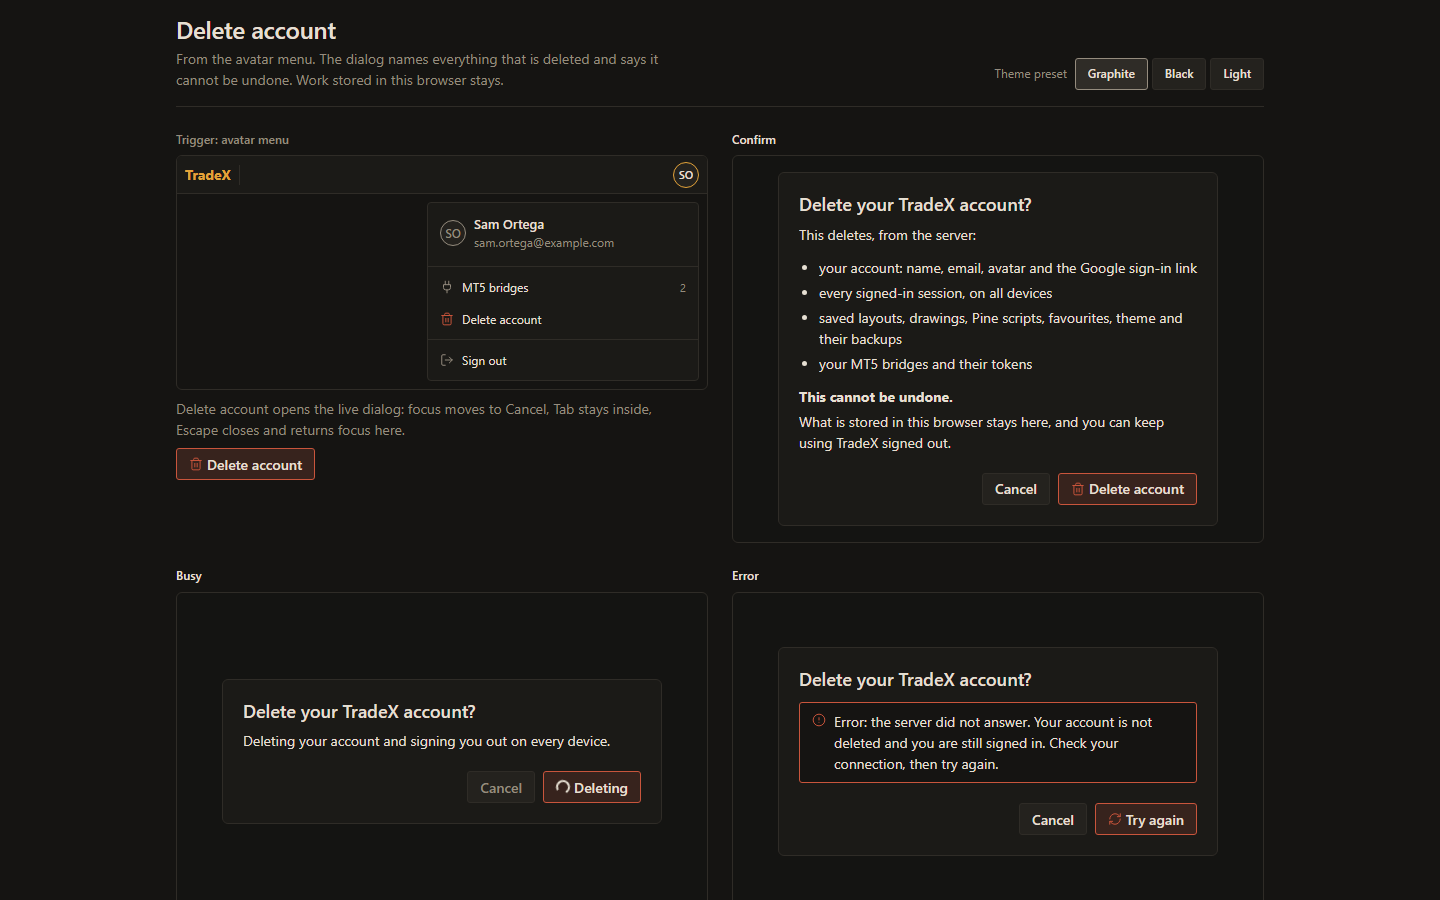 Delete account
From the avatar menu. The dialog names everything that is deleted and says it
cannot be undone. Work stored in this browser stays.
Theme preset
Graphite
Black
Light
Trigger: avatar menu
TradeX
SO
SO
Sam Ortega
sam.ortega@example.com
MT5 bridges
2
Delete account
Sign out
Delete account opens the live dialog: focus moves to Cancel, Tab stays inside,
Escape closes and returns focus here.
Delete account
Confirm
Delete your TradeX account?
This deletes, from the server:
your account: name, email, avatar and the Google sign-in link
every signed-in session, on all devices
saved layouts, drawings, Pine scripts, favourites, theme and
their backups
your MT5 bridges and their tokens
This cannot be undone.
What is stored in this browser stays here, and you can keep
using TradeX signed out.
Cancel
Delete account
Busy
Delete your TradeX account?
Deleting your account and signing you out on every device.
Cancel
Deleting
Error
Delete your TradeX account?
Error: the server did not answer. Your account is not
deleted and you are still signed in. Check your
connection, then try again.
Cancel
Try again